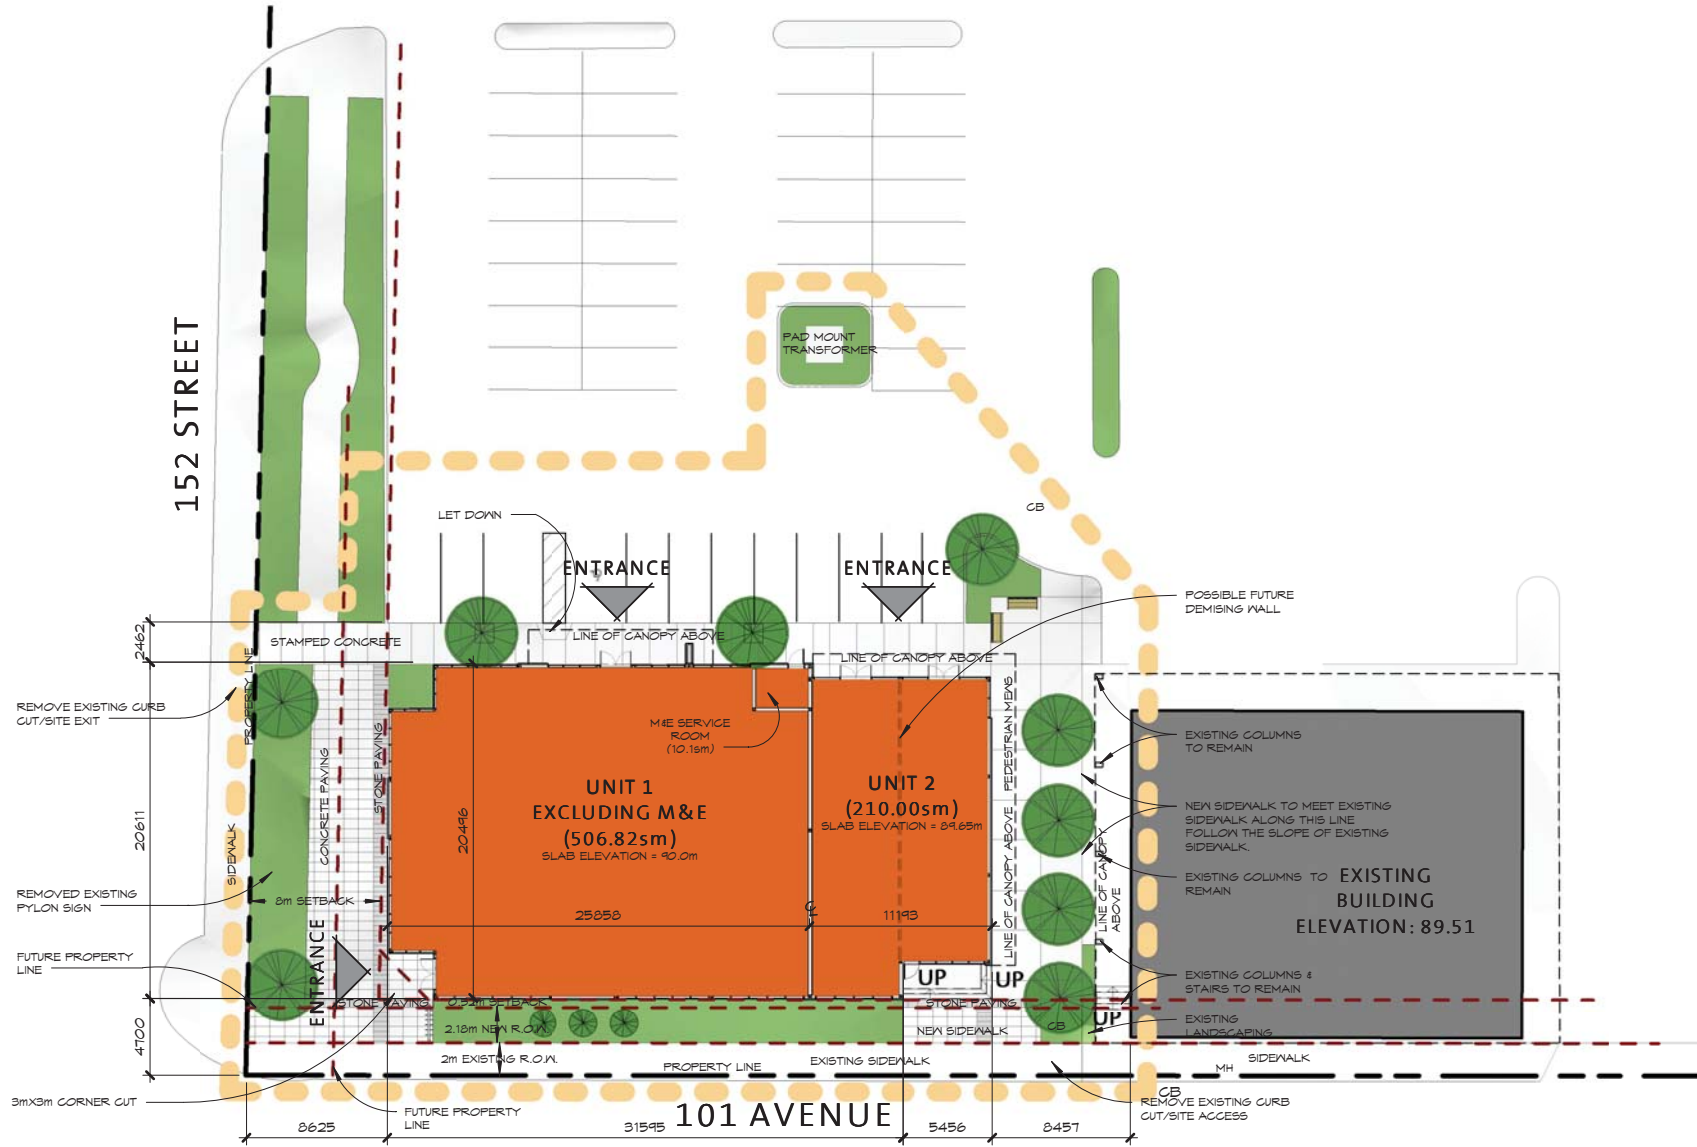 152 STREET
PAD MOUNT
TRANSFORMER
CB
LET DOWN
ENTRANCE
ENTRANCE
POSSIBLE FUTURE
DEMISING WALL
STAMPED CONCRETE
LINE OF CANOPY ABOVE
LINE OF CANOPY ABOVE
2462
PROPERTY LINE
REMOVE EXISTING CURB
CUT/SITE EXIT
STONE PAVING
CONCRETE PAVING
M&E SERVICE
ROOM
(10.1sm)
UNIT 1
EXCLUDING M&E
(506.82sm)
SLAB ELEVATION = 90.0m
UNIT 2
(210.00sm)
SLAB ELEVATION = 89.65m
LINE OF CANOPY ABOVE
PEDESTRIAN MEWS
EXISTING COLUMNS
TO REMAIN
NEW SIDEWALK TO MEET EXISTING
SIDEWALK ALONG THIS LINE
FOLLOW THE SLOPE OF EXISTING
SIDEWALK.
20611
20496
SIDEWALK
LINE OF CANOPY
ABOVE
EXISTING COLUMNS TO
REMAIN
EXISTING
BUILDING
ELEVATION: 89.51
REMOVED EXISTING
PYLON SIGN
8m SETBACK
25858
11193
FUTURE PROPERTY
LINE
ENTRANCE
UP
UP
UP
EXISTING COLUMNS &
STAIRS TO REMAIN
STONE PAVING
0.52m SETBACK
STONE PAVING
2.18m NEW R.O.W.
NEW SIDEWALK
CB
EXISTING
LANDSCAPING
4700
2m EXISTING R.O.W.
PROPERTY LINE
EXISTING SIDEWALK
SIDEWALK
MH
CB
3mX3m CORNER CUT
FUTURE PROPERTY
LINE
101 AVENUE
REMOVE EXISTING CURB
CUT/SITE ACCESS
8625
31595
5456
8457